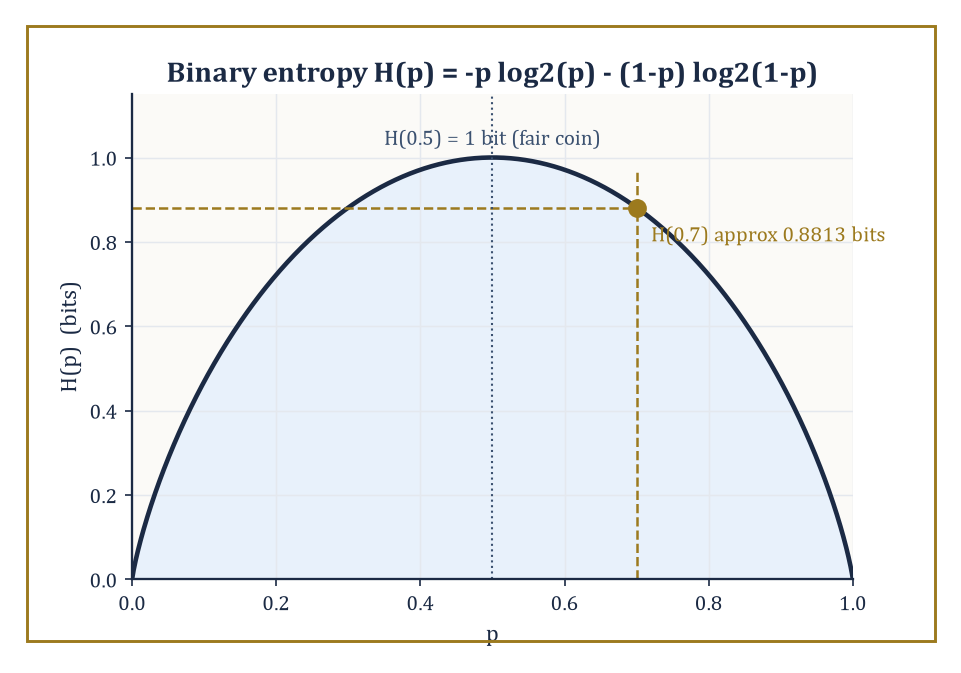 Binary entropy H(p) = -p log2(p) - (1-p) log2(1-p)
H(0.5) = 1 bit (fair coin)
H(0.7) approx 0.8813 bits
H(p)  (bits)
1.0
0.8
0.6
0.4
0.2
0.0
0.0 0.2 0.4 0.6 0.8 1.0
p